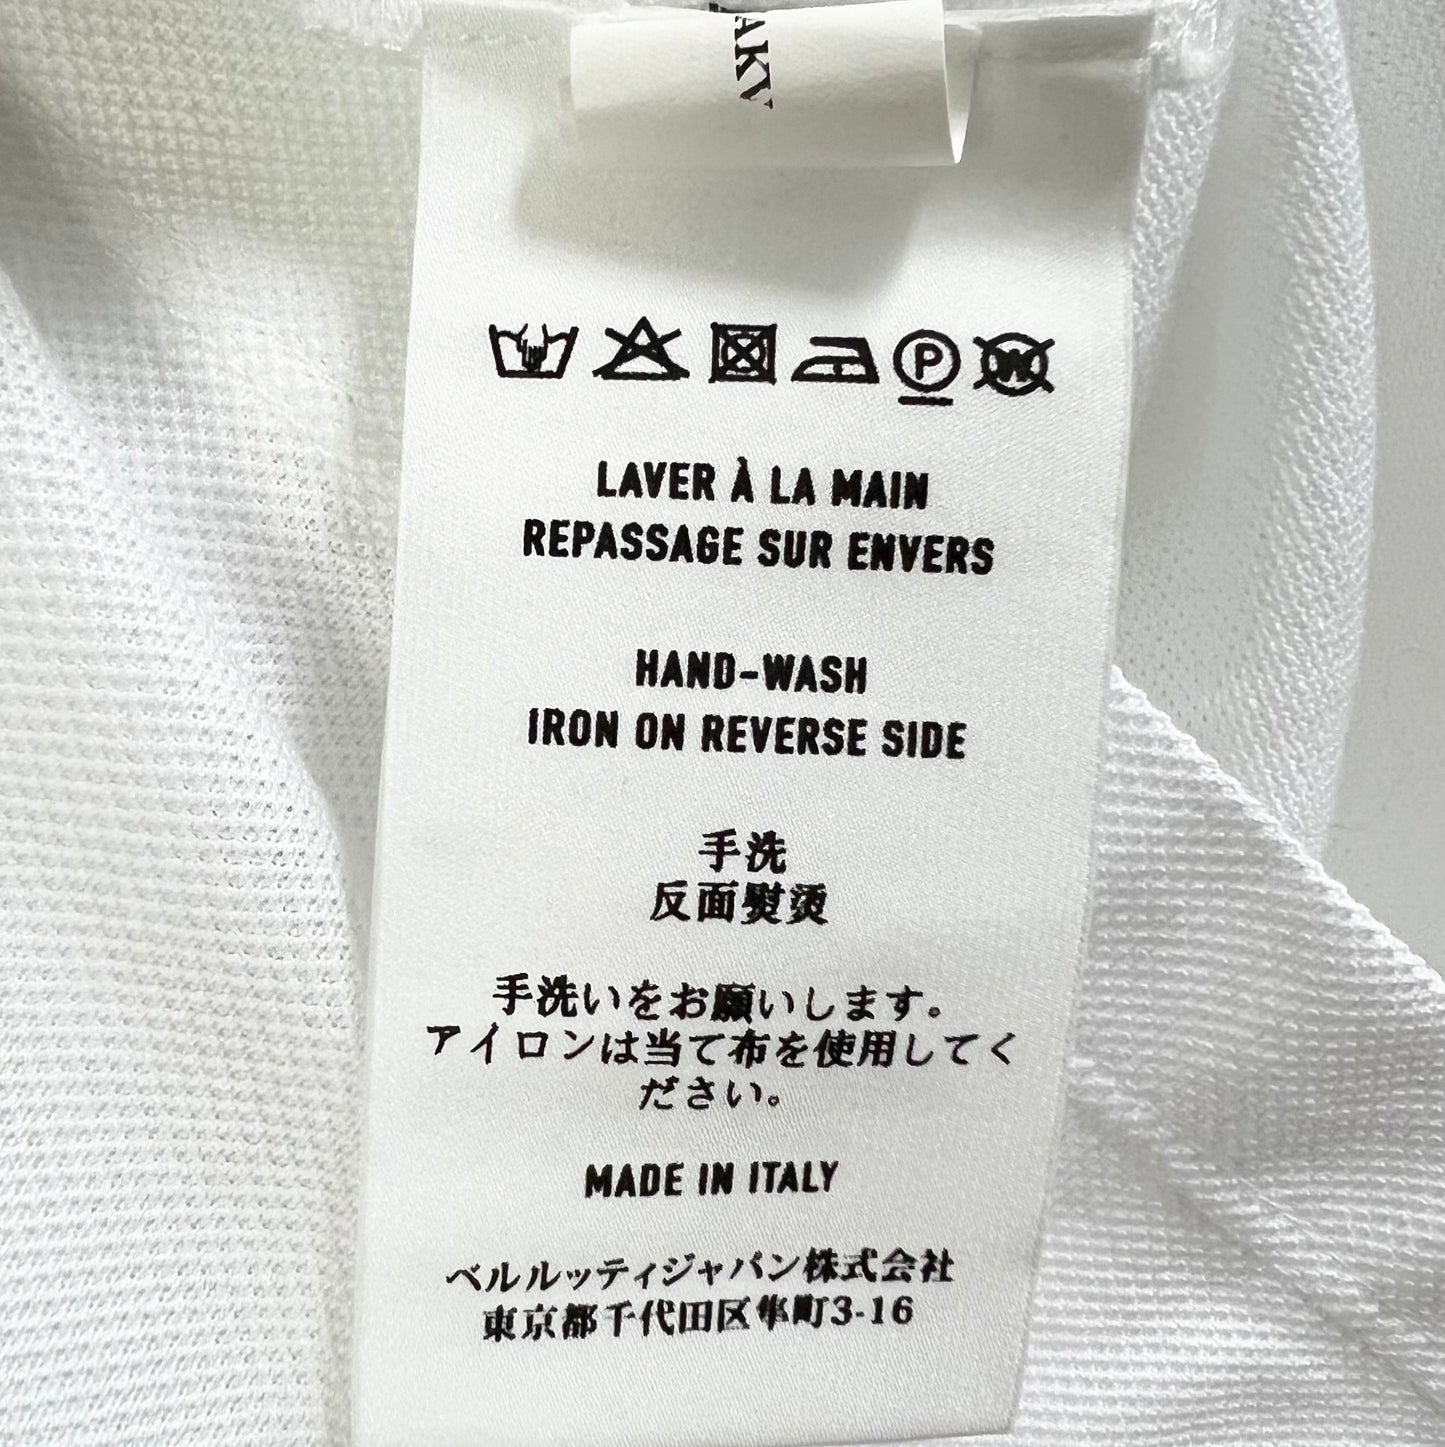 AKY
P
W
LAVER À LA MAIN
REPASSAGE SUR ENVERS
HAND-WASH
IRON ON REVERSE SIDE
手洗
反面熨烫
手洗いをお願いします。
アイロンは当て布を使用してく
ださい。
MADE IN ITALY
ベルルッティジャパン株式会社
東京都千代田区隼町3-16